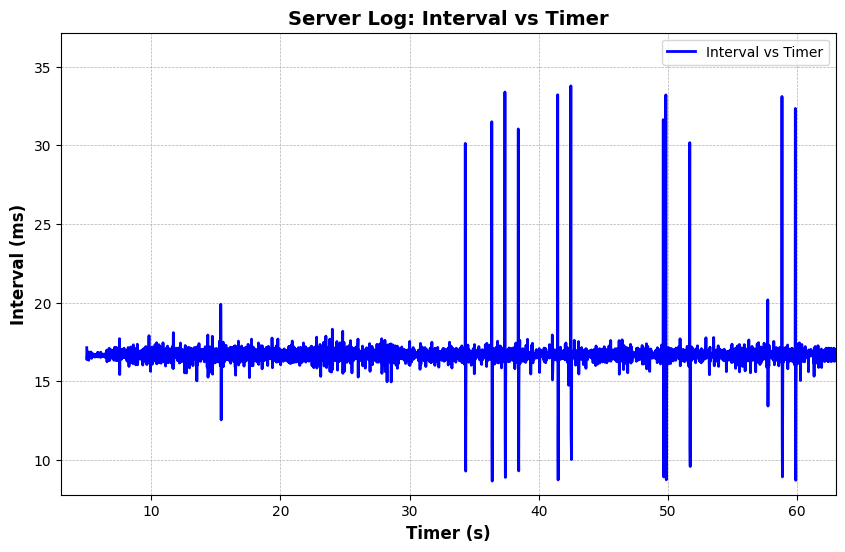 Server Log: Interval vs Timer
Interval vs Timer
35
30
25
20
15
10
Interval (ms)
10 20 30 40 50 60
Timer (s)